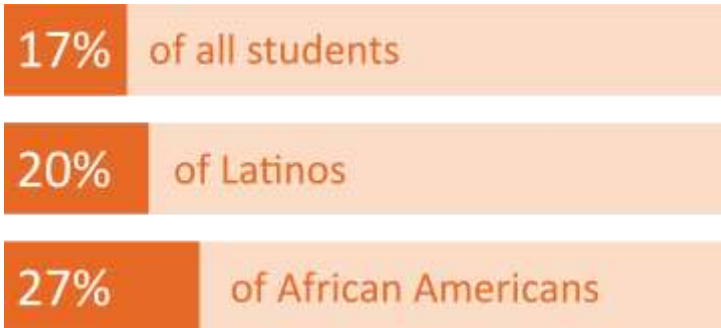 17% of all students
20% of Latinos
27% of African Americans